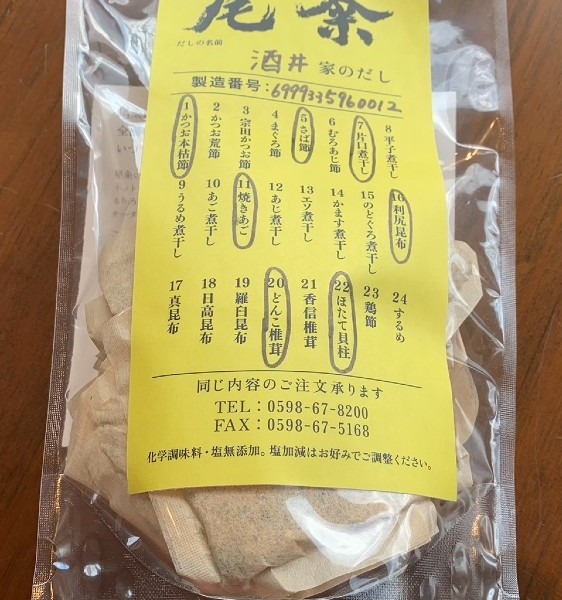 尾粂
だしの名前
酒井 家のだし
製造番号:6999335960012
1 かつお本枯節
2 かつお荒節
3 宗田かつお節
4 まぐろ節
5 さば節
6 むろあじ節
7 片口煮干し
8 平子煮干し
9 うるめ煮干し
10 あご煮干し
11 焼きあご
12 あじ煮干し
13 エソ煮干し
14 かます煮干し
15 のどぐろ煮干し
16 利尻昆布
17 真昆布
18 日高昆布
19 羅臼昆布
20 どんこ椎茸
21 香信椎茸
22 ほたて貝柱
23 鶏節
24 するめ
同じ内容のご注文承ります
TEL:0598-67-8200
FAX:0598-67-5168
化学調味料・塩無添加。塩加減はお好みでご調整ください。